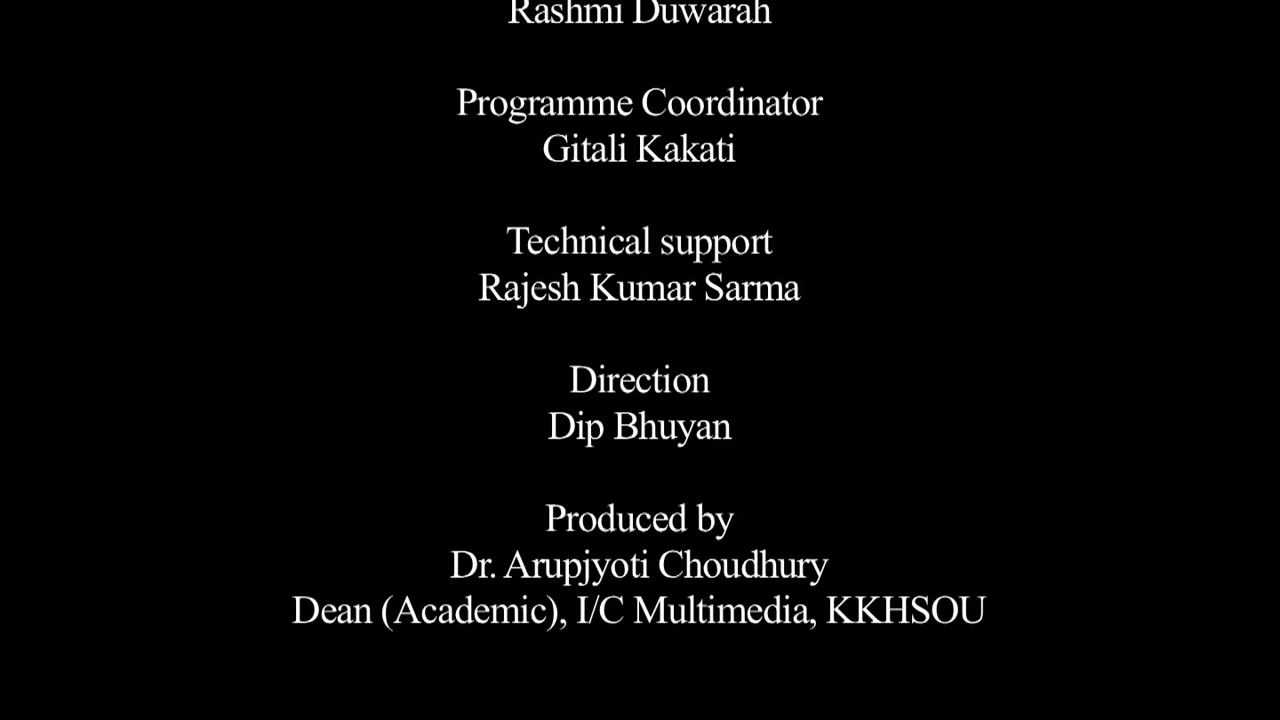 Rashmi Duwarah
Programme Coordinator
Gitali Kakati
Technical support
Rajesh Kumar Sarma
Direction
Dip Bhuyan
Produced by
Dr. Arupjyoti Choudhury
Dean (Academic), I/C Multimedia, KKHSOU